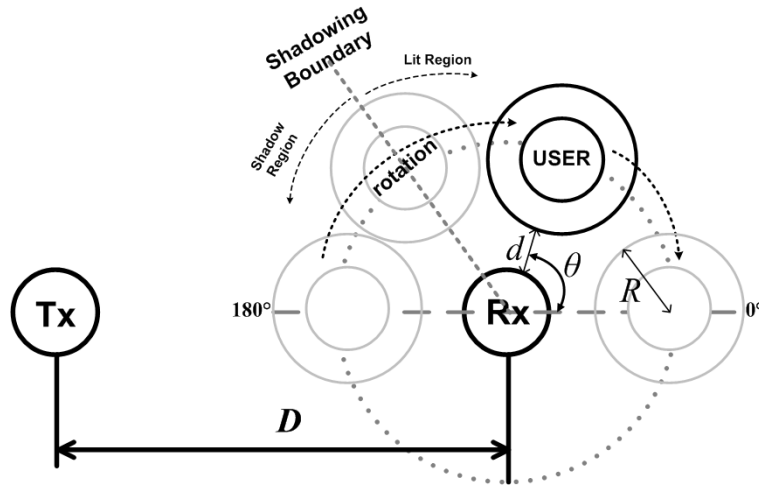 Shadowing
Boundary
Lit Region
Shadow
Region
rotation
USER
d
θ
R
Tx
180°
Rx
0°
D